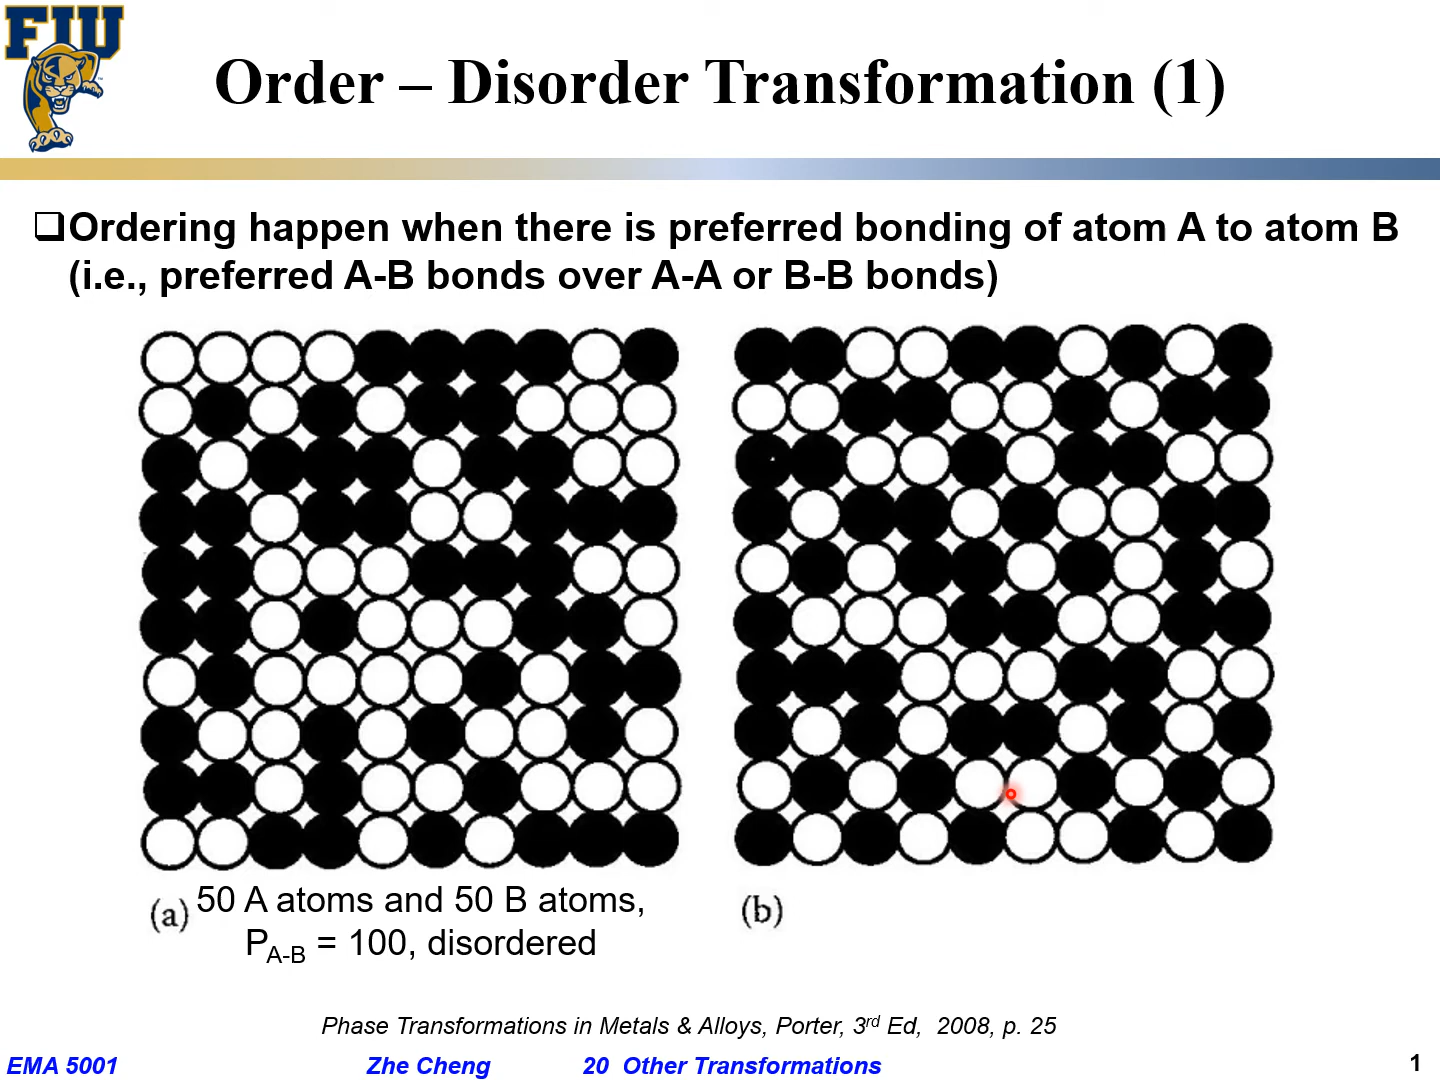 FIU
Order – Disorder Transformation (1)
❑Ordering happen when there is preferred bonding of atom A to atom B
(i.e., preferred A-B bonds over A-A or B-B bonds)
(a) 50 A atoms and 50 B atoms,
P_A-B = 100, disordered
(b)
Phase Transformations in Metals & Alloys, Porter, 3rd Ed, 2008, p. 25
EMA 5001 Zhe Cheng 20 Other Transformations 1